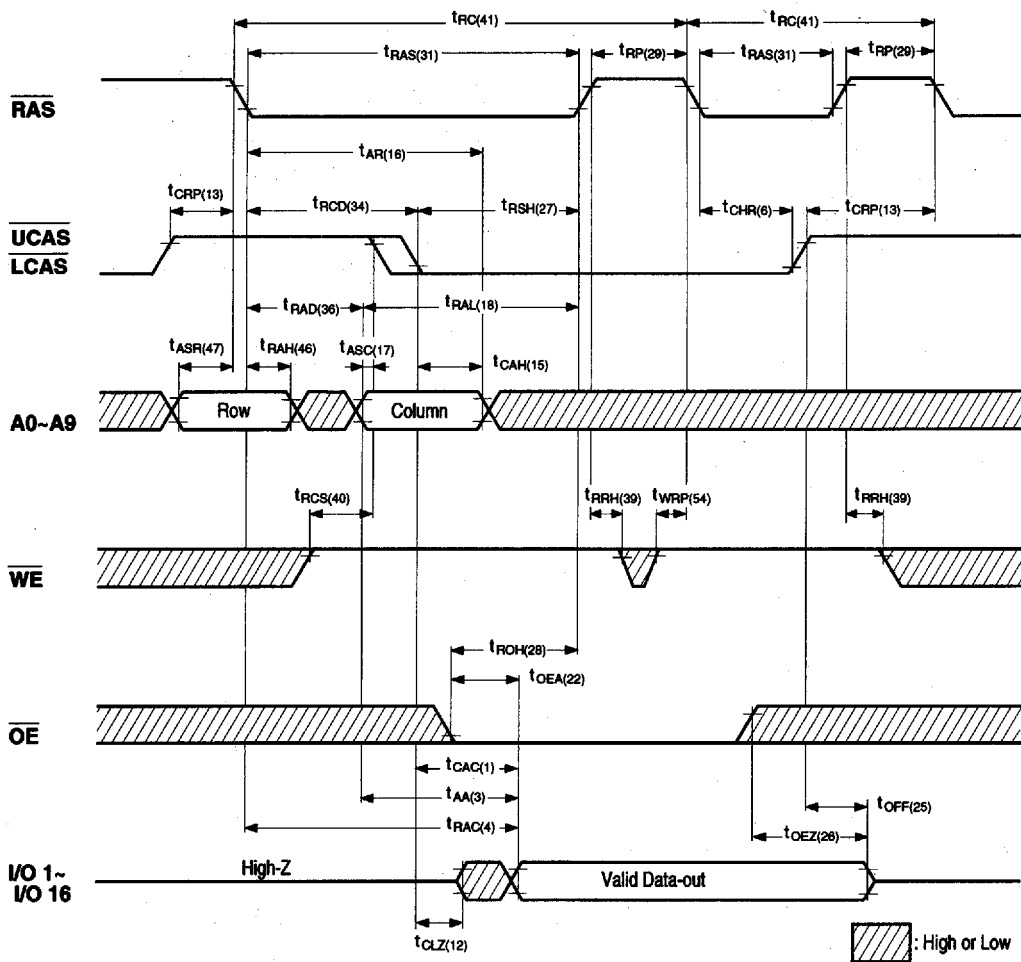 tRC(41) tRC(41)
tRAS(31) tRP(29) tRAS(31) tRP(29)
RAS
tAR(16)
tCRP(13) tRCD(34) tRSH(27) tCHR(6) tCRP(13)
UCAS
LCAS
tRAD(36) tRAL(18)
tASR(47) tRAH(46) tASC(17) tCAH(15)
A0~A9 Row Column
tRCS(40) tRRH(39) tWRP(54) tRRH(39)
WE
tROH(28)
tOEA(22)
OE
tCAC(1)
tAA(3) tOFF(25)
tRAC(4) tOEZ(26)
I/O 1~ High-Z Valid Data-out
I/O 16
tCLZ(12)
: High or Low